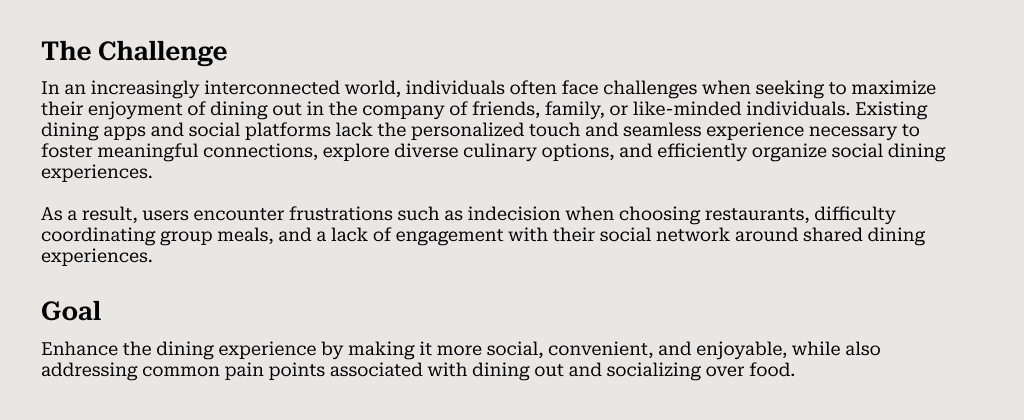 The Challenge
In an increasingly interconnected world, individuals often face challenges when seeking to maximize
their enjoyment of dining out in the company of friends, family, or like-minded individuals. Existing
dining apps and social platforms lack the personalized touch and seamless experience necessary to
foster meaningful connections, explore diverse culinary options, and efficiently organize social dining
experiences.
As a result, users encounter frustrations such as indecision when choosing restaurants, difficulty
coordinating group meals, and a lack of engagement with their social network around shared dining
experiences.
Goal
Enhance the dining experience by making it more social, convenient, and enjoyable, while also
addressing common pain points associated with dining out and socializing over food.